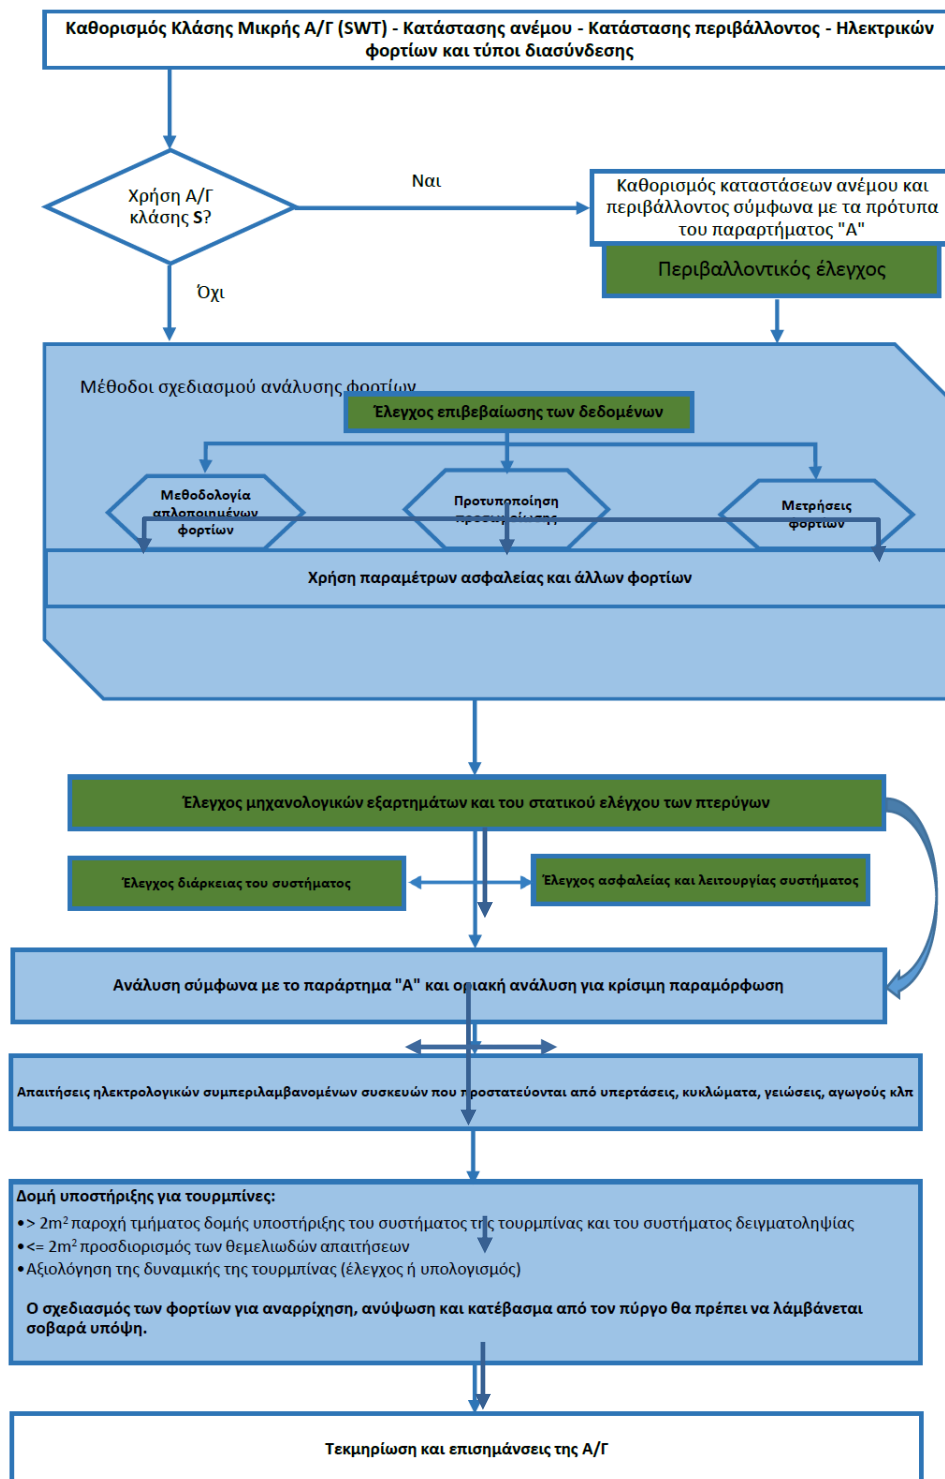 Καθορισμός Κλάσης Μικρής Α/Γ (SWT) - Κατάστασης ανέμου - Κατάστασης περιβάλλοντος - Ηλεκτρικών
φορτίων και τύποι διασύνδεσης
Χρήση Α/Γ
κλάσης S?
Ναι
Καθορισμός καταστάσεων ανέμου και
περιβάλλοντος σύμφωνα με τα πρότυπα
του παραρτήματος "Α"
Περιβαλλοντικός έλεγχος
Όχι
Μέθοδοι σχεδιασμού ανάλυσης φορτίων
Έλεγχος επιβεβαίωσης των δεδομένων
Μεθοδολογία
απλοποιημένων
φορτίων
Προτυποποίηση
προσομείωσης
Μετρήσεις
φορτίων
Χρήση παραμέτρων ασφαλείας και άλλων φορτίων
Έλεγχος μηχανολογικών εξαρτημάτων και του στατικού ελέγχου των πτερύγων
Έλεγχος διάρκειας του συστήματος
Έλεγχος ασφαλείας και λειτουργίας συστήματος
Ανάλυση σύμφωνα με το παράρτημα "Α" και οριακή ανάλυση για κρίσιμη παραμόρφωση
Απαιτήσεις ηλεκτρολογικών συμπεριλαμβανομένων συσκευών που προστατεύονται από υπερτάσεις, κυκλώματα, γειώσεις, αγωγούς κλπ
Δομή υποστήριξης για τουρμπίνες:
•> 2m² παροχή τμήματος δομής υποστήριξης του συστήματος της τουρμπίνας και του συστήματος δειγματοληψίας
•<= 2m² προσδιορισμός των θεμελιωδών απαιτήσεων
•Αξιολόγηση της δυναμικής της τουρμπίνας (έλεγχος ή υπολογισμός)
Ο σχεδιασμός των φορτίων για αναρρίχηση, ανύψωση και κατέβασμα από τον πύργο θα πρέπει να λάμβάνεται
σοβαρά υπόψη.
Τεκμηρίωση και επισημάνσεις της Α/Γ